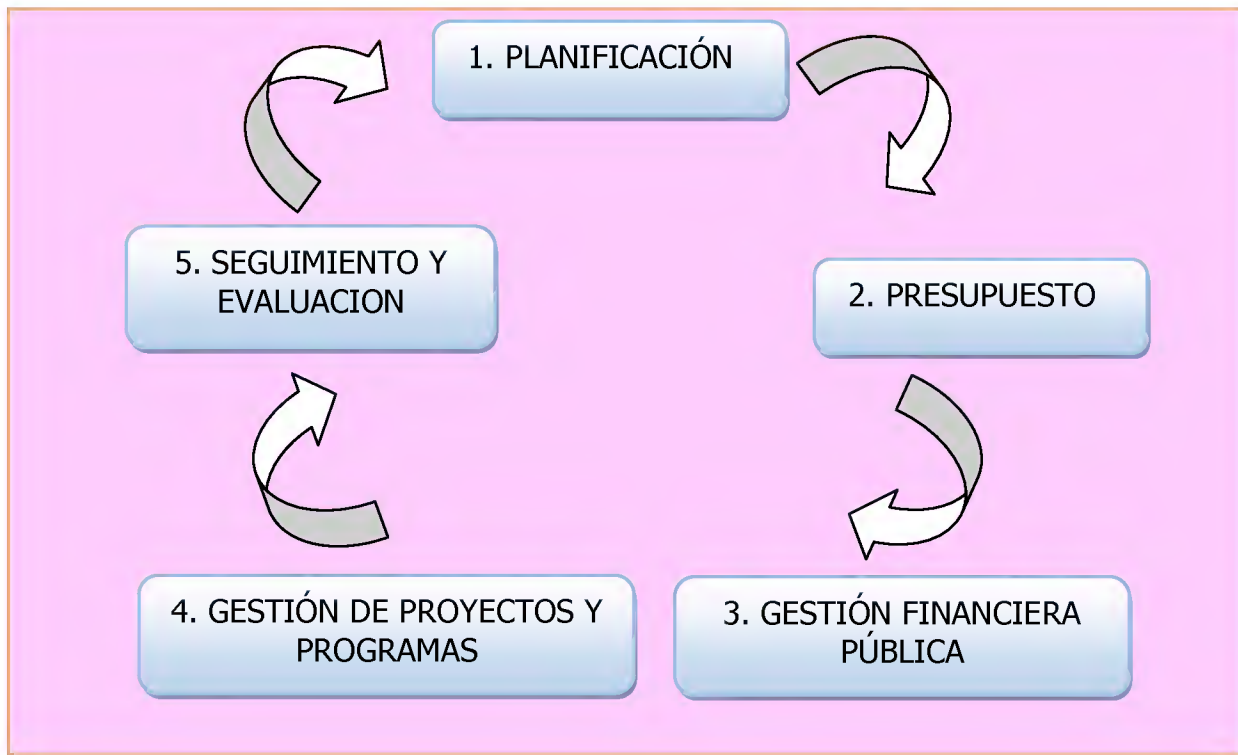 1. PLANIFICACIÓN
2. PRESUPUESTO
3. GESTIÓN FINANCIERA
PÚBLICA
4. GESTIÓN DE PROYECTOS Y
PROGRAMAS
5. SEGUIMIENTO Y
EVALUACION